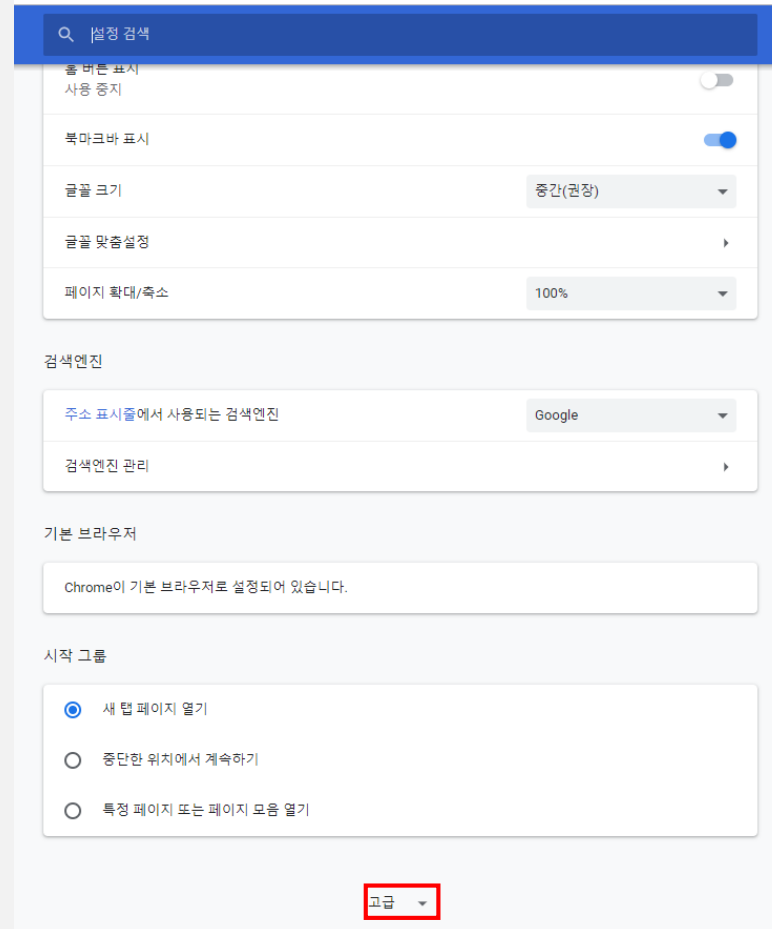 설정 검색
홈 버튼 표시
사용 중지
북마크바 표시
글꼴 크기
중간(권장)
글꼴 맞춤설정
페이지 확대/축소
100%
검색엔진
주소 표시줄에서 사용되는 검색엔진
Google
검색엔진 관리
기본 브라우저
Chrome이 기본 브라우저로 설정되어 있습니다.
시작 그룹
새 탭 페이지 열기
중단한 위치에서 계속하기
특정 페이지 또는 페이지 모음 열기
고급